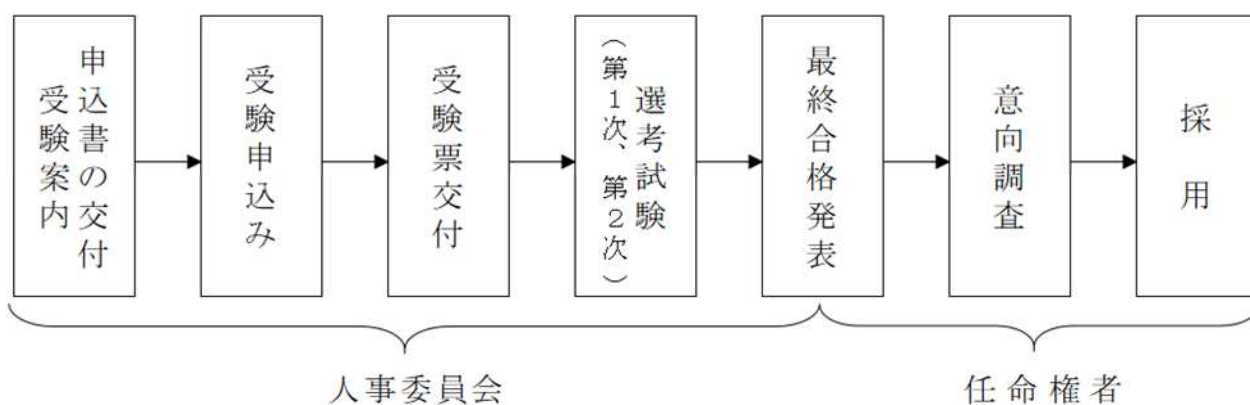 申込書の交付
受験案内
受験申込み
受験票交付
選考試験
（第１次、第２次）
最終合格発表
意向調査
採用
人事委員会
任命権者